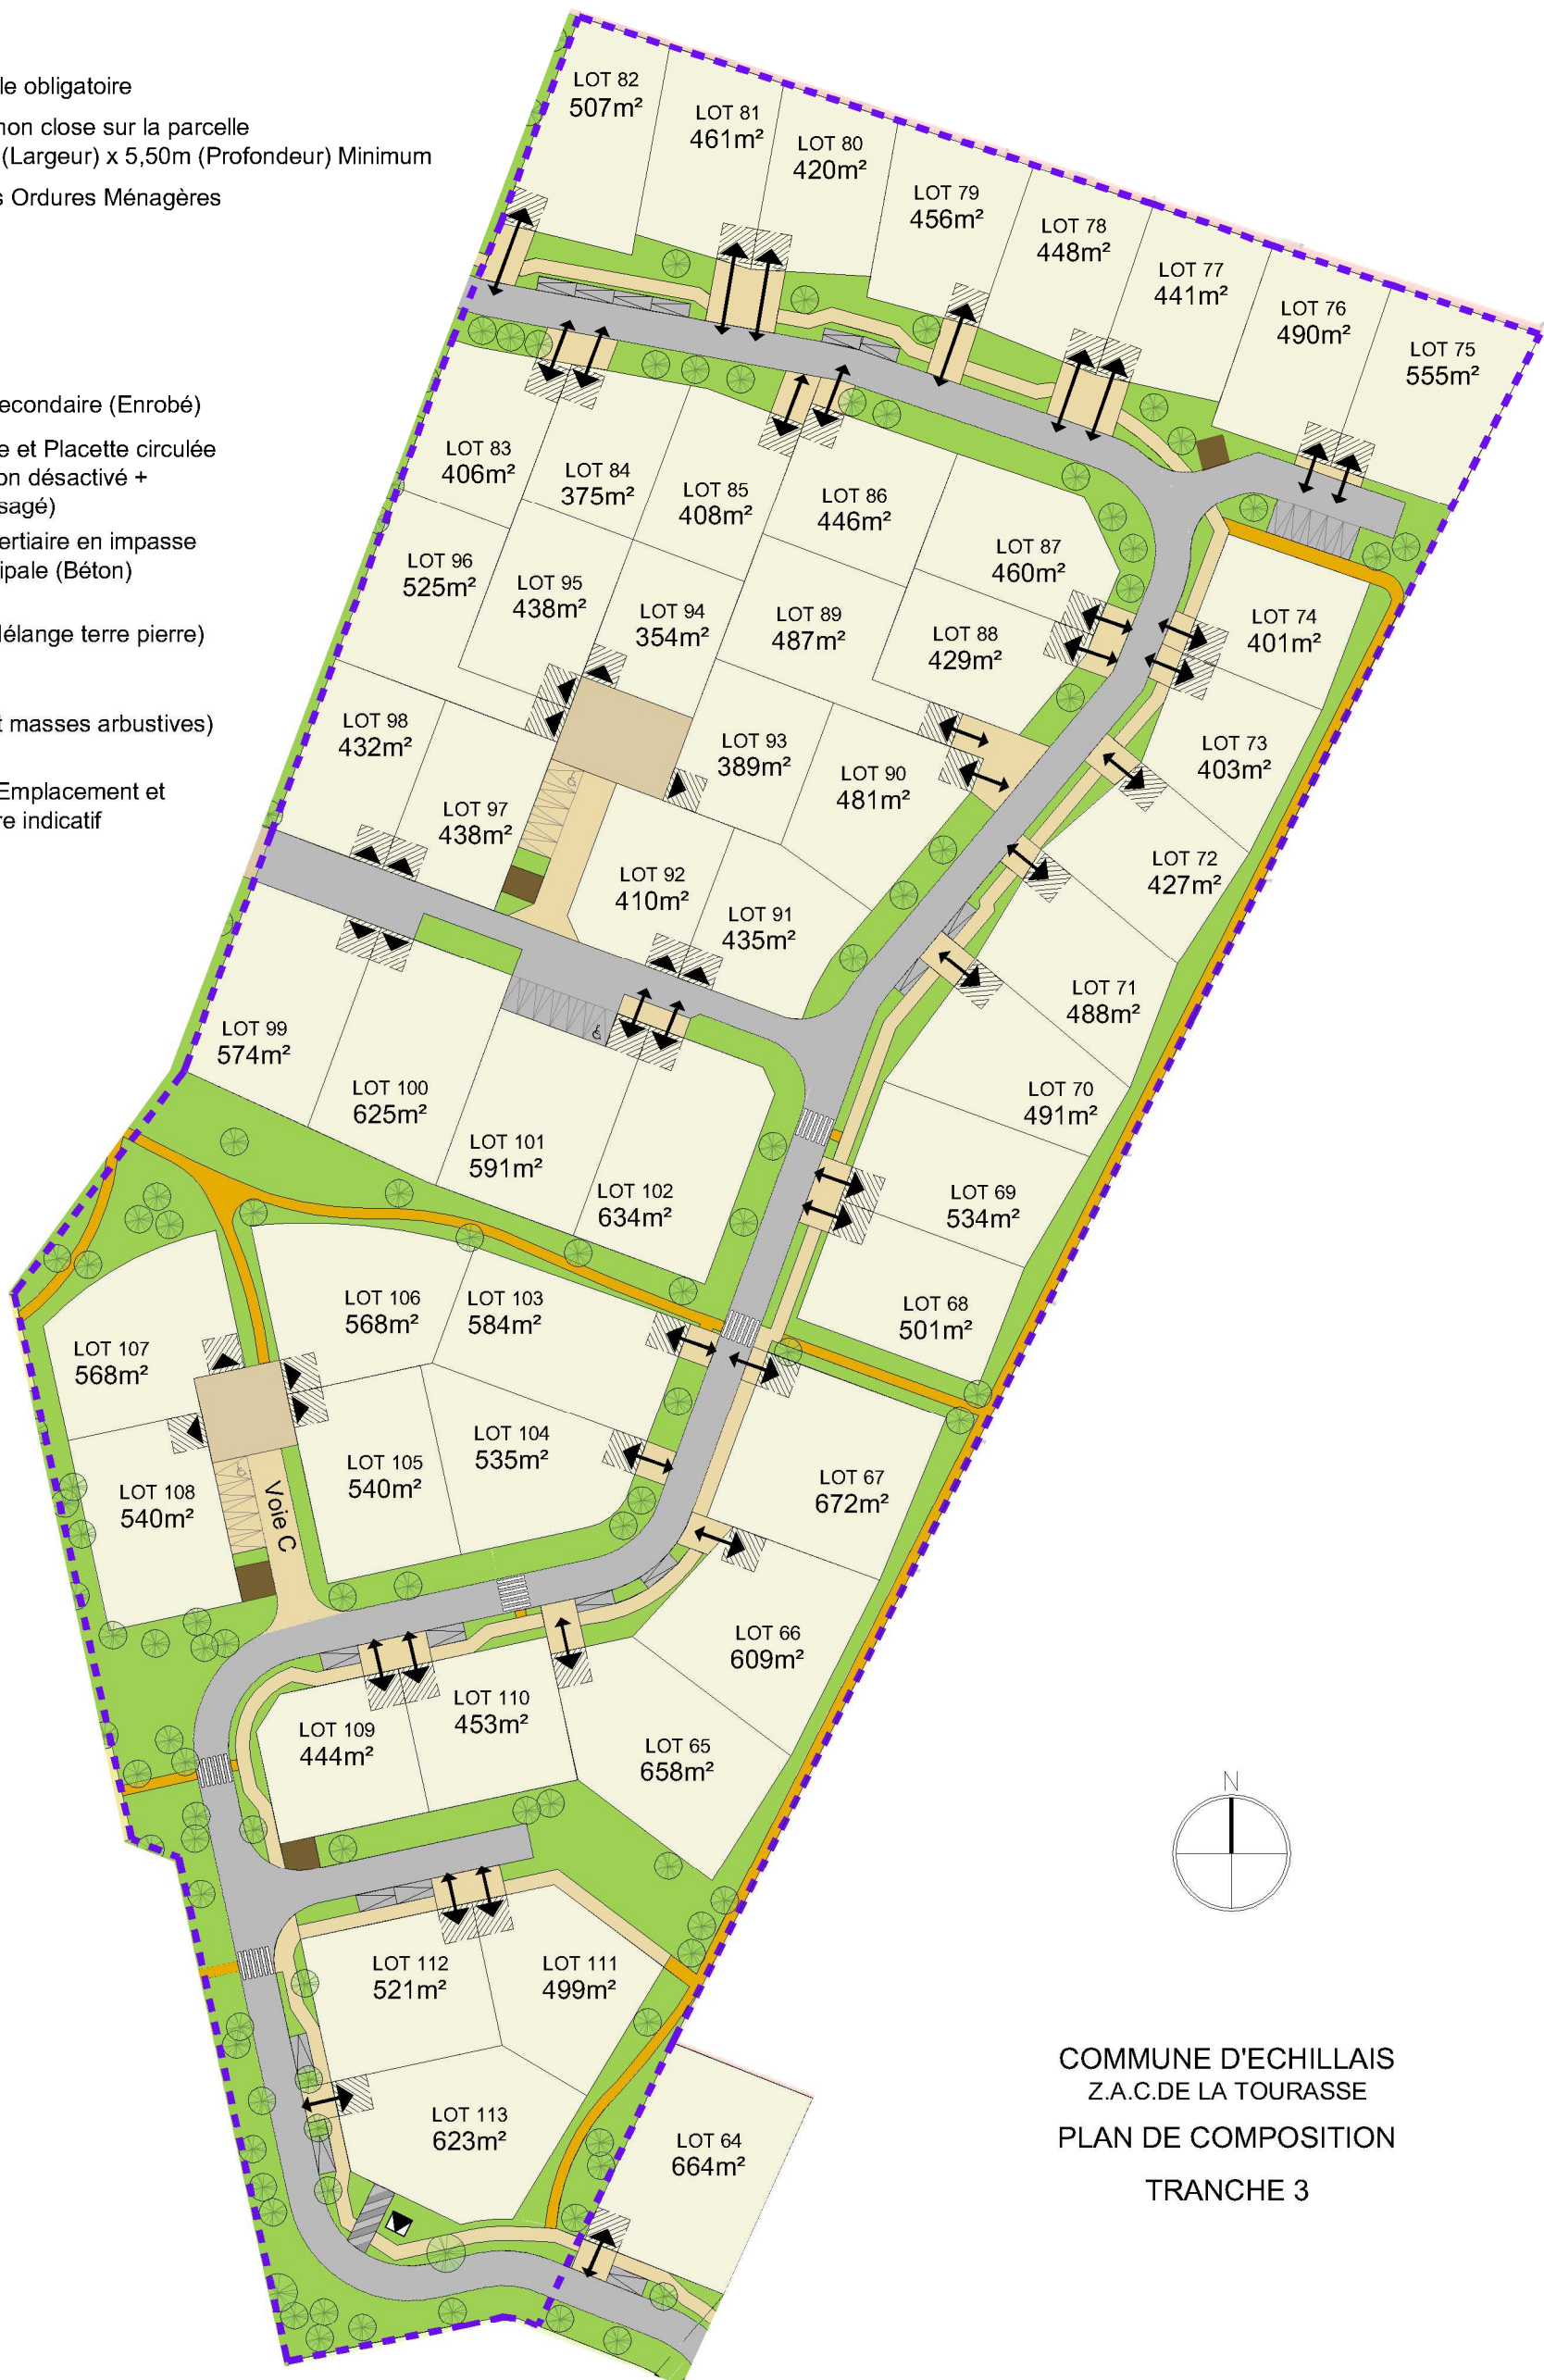 le obligatoire
non close sur la parcelle
(Largeur) x 5,50m (Profondeur) Minimum
s Ordures Ménagères
econdaire (Enrobé)
e et Placette circulée
on désactivé +
sagé)
ertiaire en impasse
ipale (Béton)
élange terre pierre)
t masses arbustives)
Emplacement et
re indicatif
LOT 82
507m²
LOT 81
461m²
LOT 80
420m²
LOT 79
456m²
LOT 78
448m²
LOT 77
441m²
LOT 76
490m²
LOT 75
555m²
LOT 83
406m²
LOT 84
375m²
LOT 85
408m²
LOT 86
446m²
LOT 87
460m²
LOT 96
525m²
LOT 95
438m²
LOT 94
354m²
LOT 89
487m²
LOT 88
429m²
LOT 74
401m²
LOT 98
432m²
LOT 97
438m²
LOT 93
389m²
LOT 90
481m²
LOT 73
403m²
LOT 92
410m²
LOT 91
435m²
LOT 72
427m²
LOT 71
488m²
LOT 99
574m²
LOT 100
625m²
LOT 101
591m²
LOT 102
634m²
LOT 70
491m²
LOT 69
534m²
LOT 68
501m²
LOT 106
568m²
LOT 103
584m²
LOT 107
568m²
LOT 108
540m²
Voie C
LOT 105
540m²
LOT 104
535m²
LOT 67
672m²
LOT 66
609m²
LOT 109
444m²
LOT 110
453m²
LOT 65
658m²
N
LOT 112
521m²
LOT 111
499m²
LOT 113
623m²
LOT 64
664m²
COMMUNE D'ECHILLAIS
Z.A.C.DE LA TOURASSE
PLAN DE COMPOSITION
TRANCHE 3